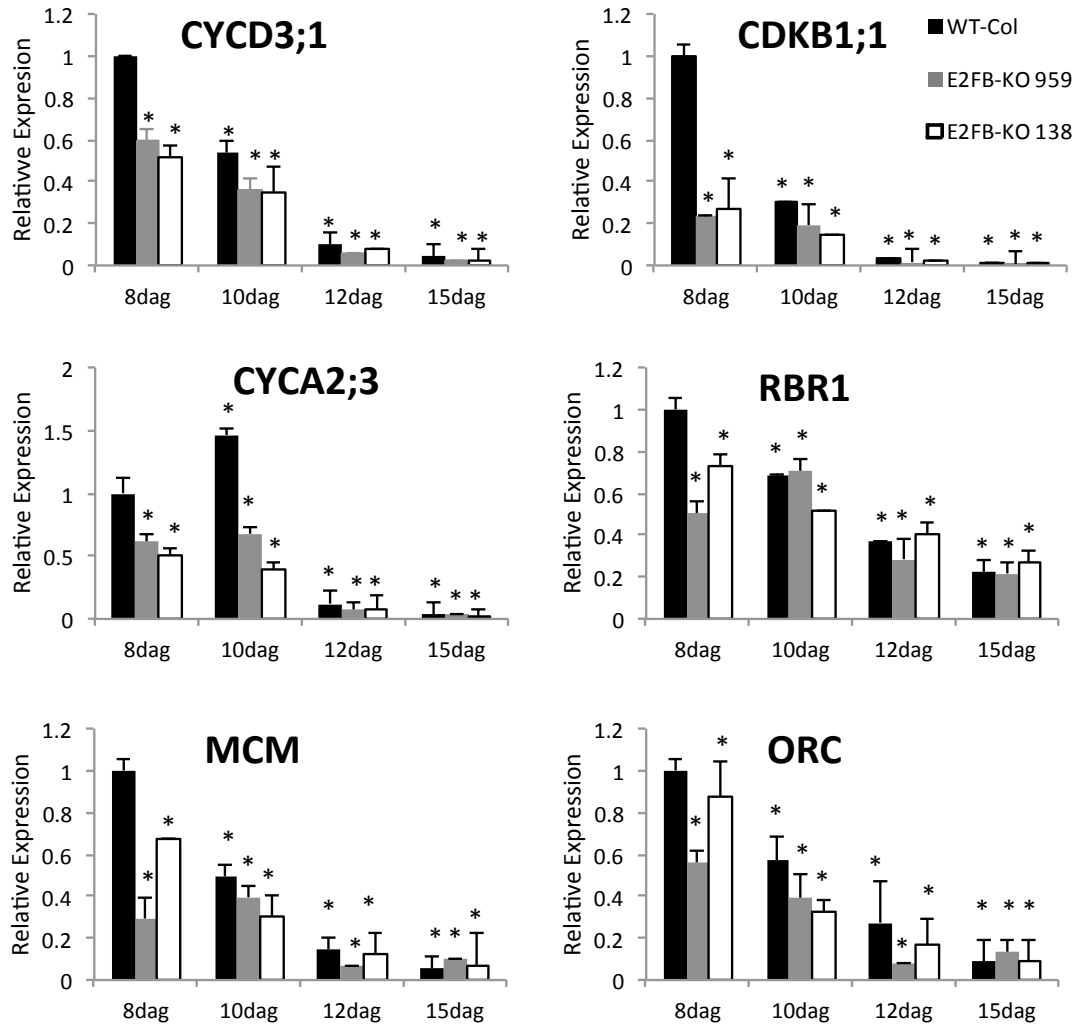 CYCD3;1
Relativve Expression
1.2
1
0.8
0.6
0.4
0.2
0
* * * * * * * * * * *
8dag 10dag 12dag 15dag
CDKB1;1
WT-Col
E2FB-KO 959
E2FB-KO 138
Relative Expression
1.2
1
0.8
0.6
0.4
0.2
0
* * * * * * * * * * *
8dag 10dag 12dag 15dag
CYCA2;3
Relative Expression
2
1.5
1
0.5
0
* * * * * * * * * * *
8dag 10dag 12dag 15dag
RBR1
Relative Expression
1.2
1
0.8
0.6
0.4
0.2
0
* * * * * * * * * * *
8dag 10dag 12dag 15dag
MCM
Relative Expression
1.2
1
0.8
0.6
0.4
0.2
0
* * * * * * * * * * *
8dag 10dag 12dag 15dag
ORC
Relative Expression
1.2
1
0.8
0.6
0.4
0.2
0
* * * * * * * * * * *
8dag 10dag 12dag 15dag